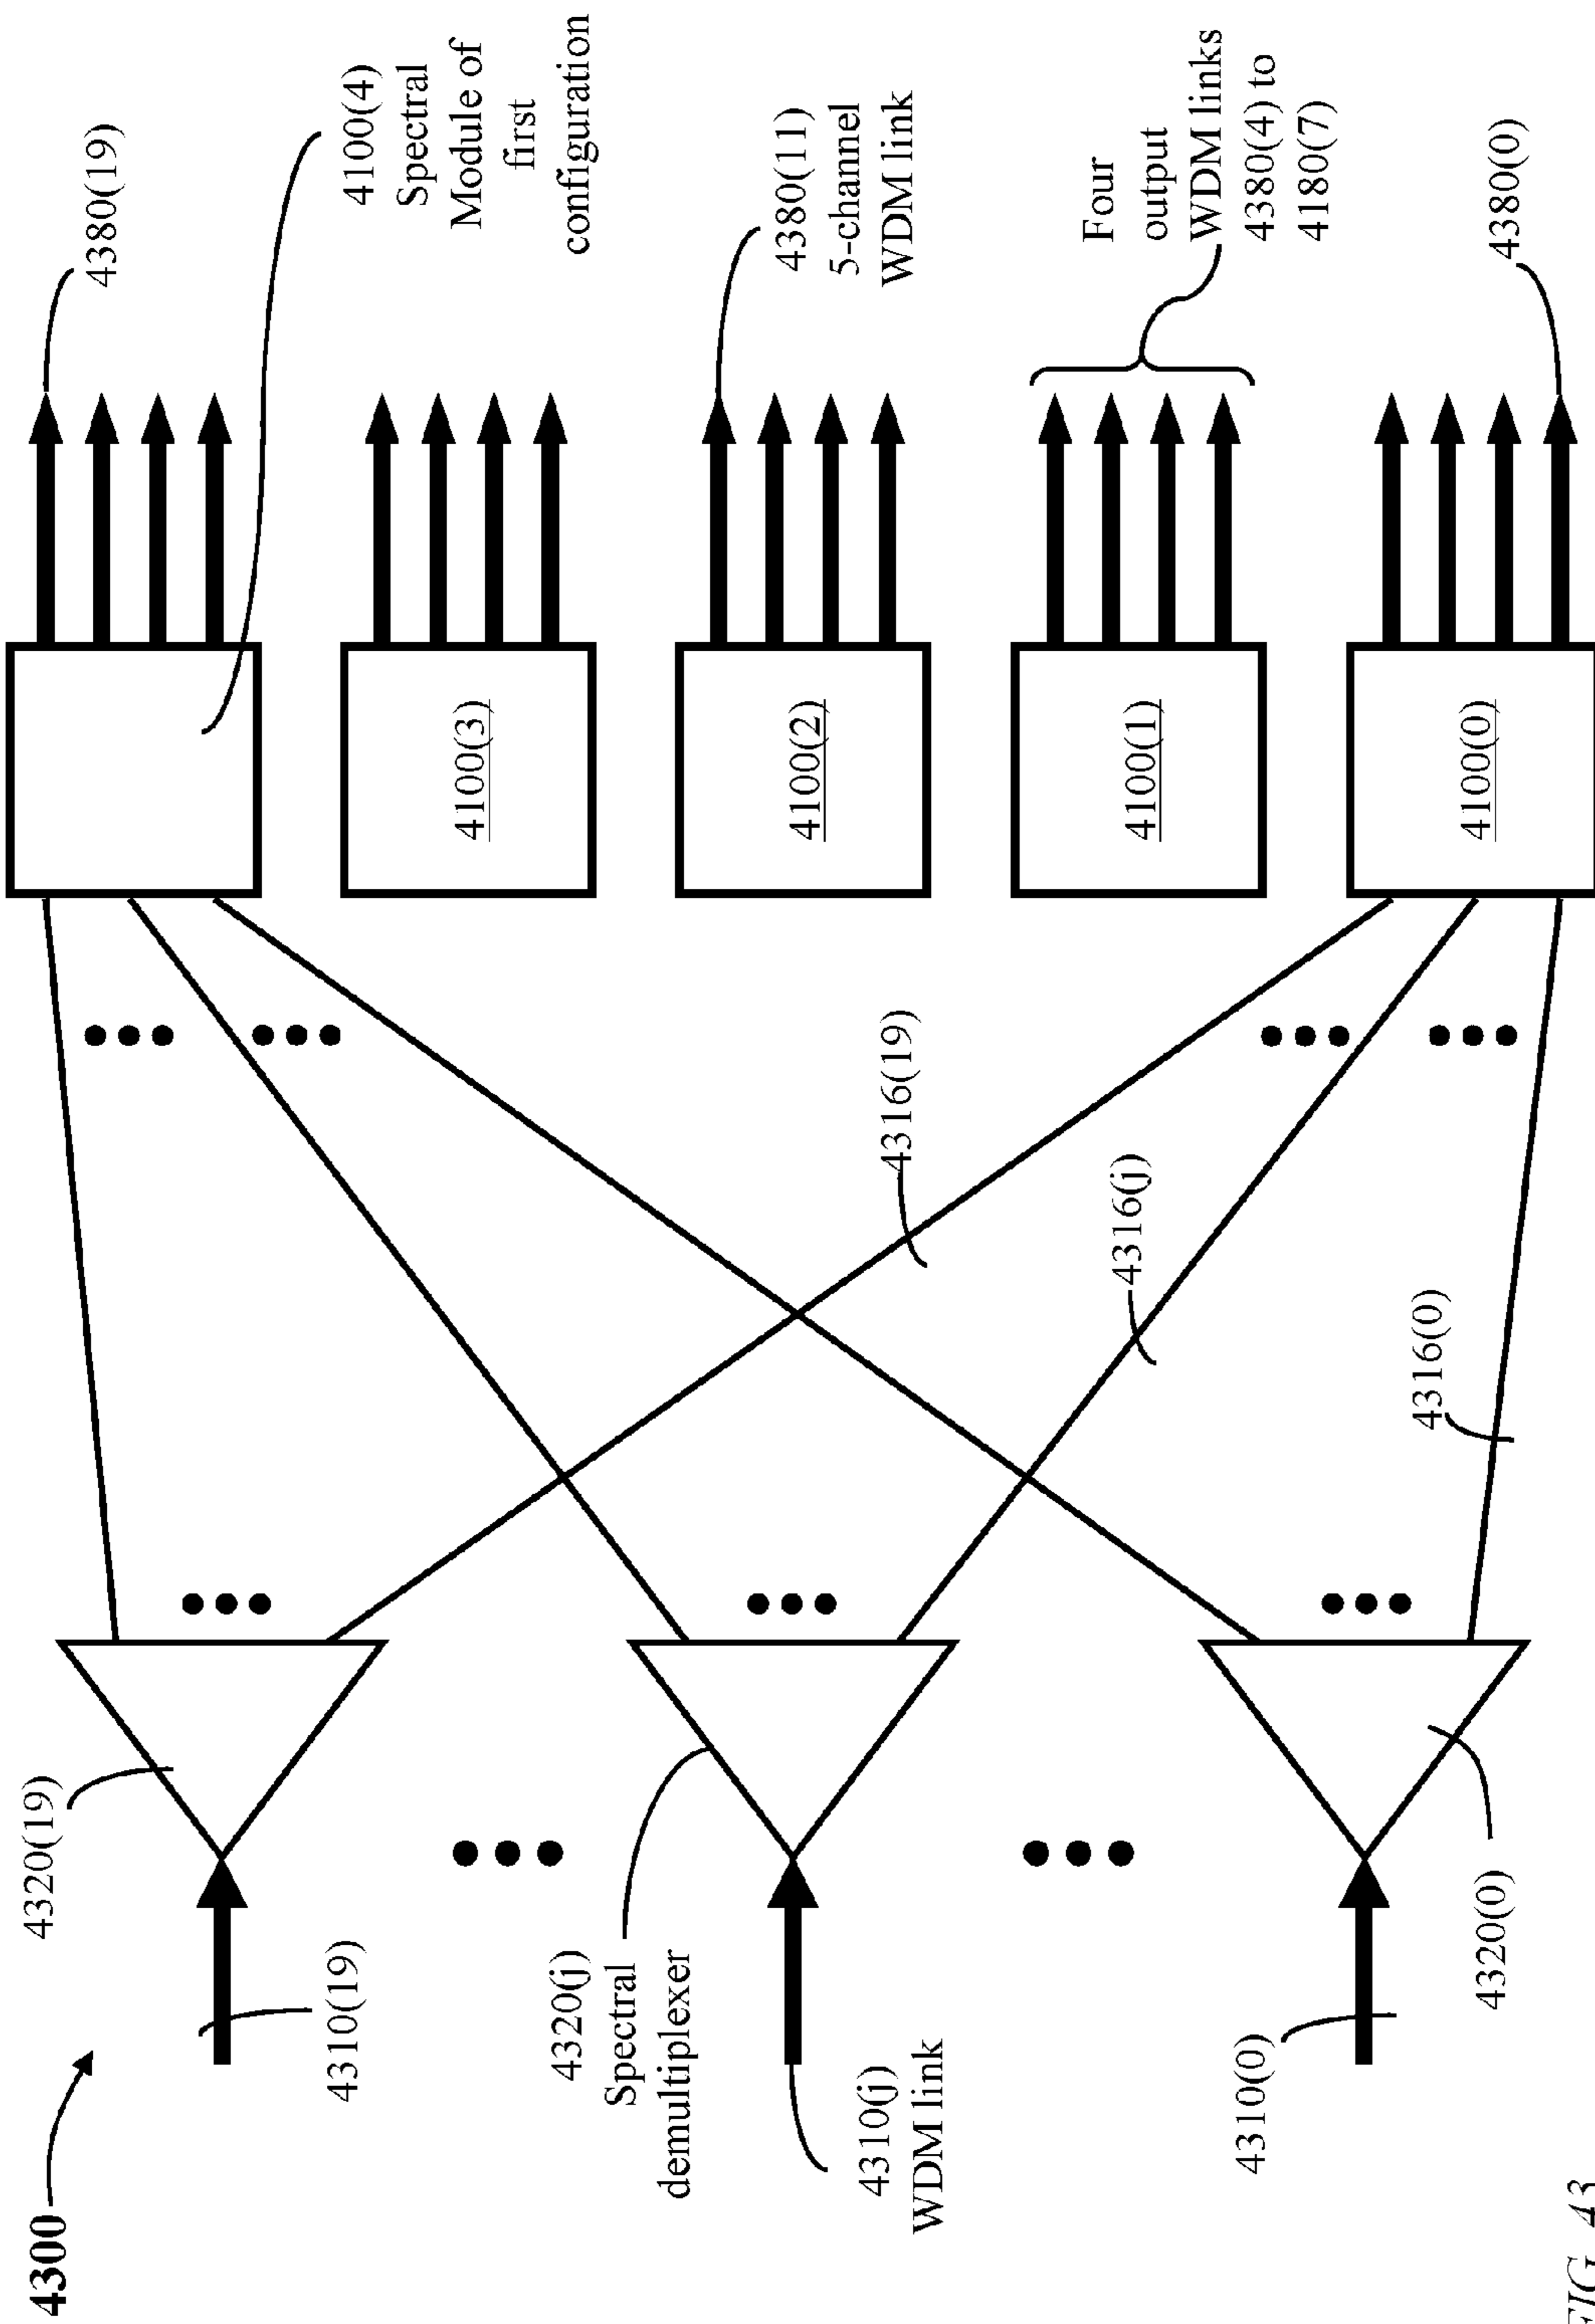 4300
4320(19)
4310(19)
4380(19)
4100(4)
Spectral
Module of
first
configuration
4100(3)
4320(j)
Spectral
demultiplexer
4310(j)
WDM link
4316(19)
4100(2)
4380(11)
5-channel
WDM link
4316(j)
4100(1)
Four
output
WDM links
4380(4) to
4180(7)
4310(0)
4320(0)
4316(0)
4100(0)
4380(0)
FIG. 43